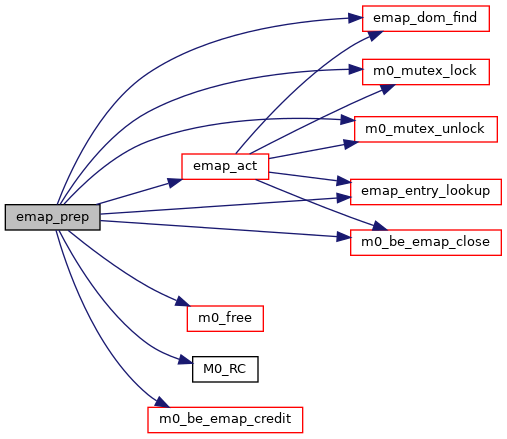 emap_dom_find
m0_mutex_lock
m0_mutex_unlock
emap_act
emap_entry_lookup
emap_prep
m0_be_emap_close
m0_free
M0_RC
m0_be_emap_credit